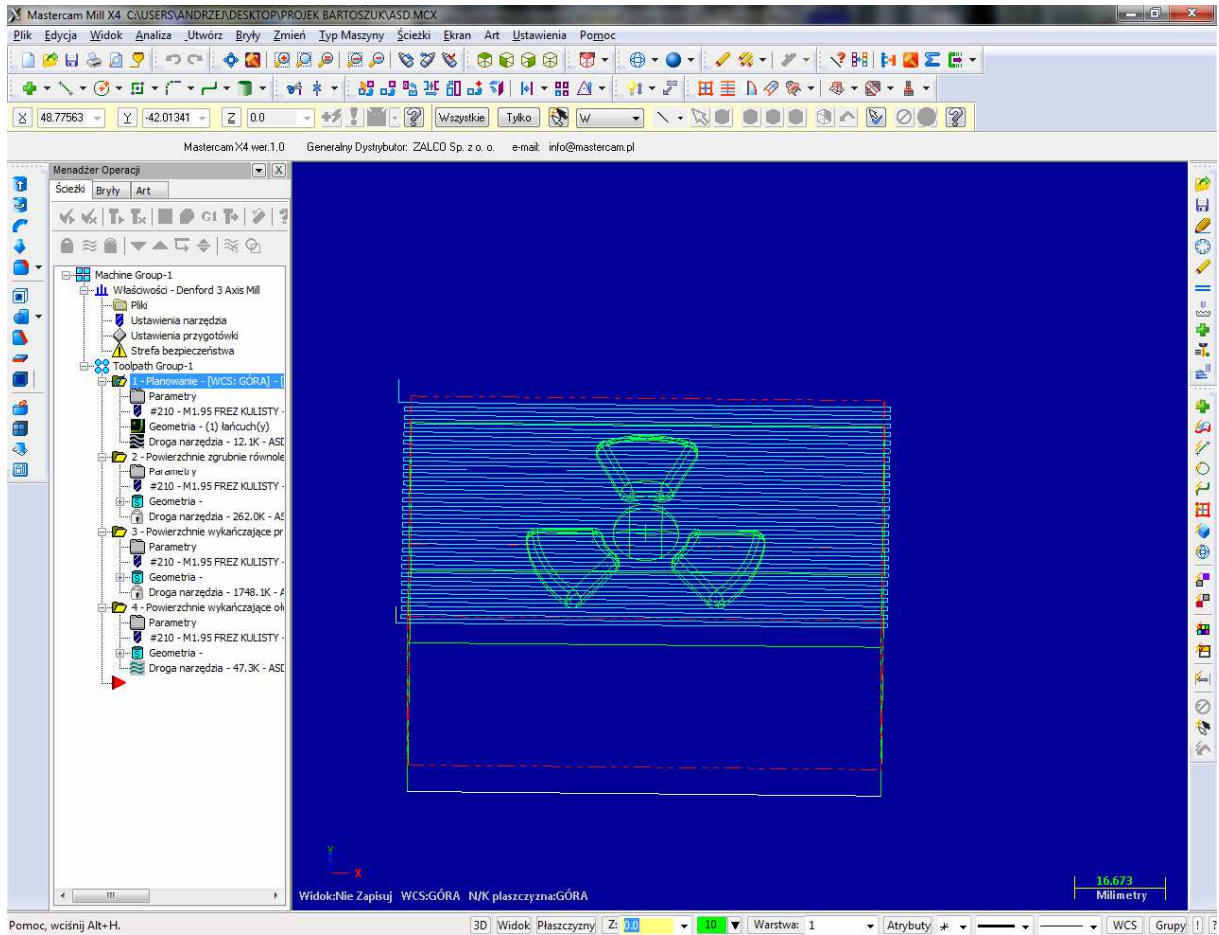 Mastercam Mill X4 C:\USERS\ANDRZEJ\DESKTOP\PROJEK BARTOSZUK\ASD.MCX
Plik Edycja Widok Analiza Utwórz Bryły Zmień Typ Maszyny Ścieżki Ekran Art Ustawienia Pomoc
X 48.77563 Y -42.01341 Z 0.0 Wszystkie Tylko W
Mastercam X4 wer.1.0 Generalny Dystrybutor: ZALCO Sp. z o. o. e-mail: info@mastercam.pl
Menadżer Operacji
Ścieżki Bryły Art
G1
Machine Group-1
Właściwości - Denford 3 Axis Mill
Pliki
Ustawienia narzędzia
Ustawienia przygotówki
Strefa bezpieczeństwa
Toolpath Group-1
1 - Planowanie - [WCS: GÓRA] - [
Parametry
#210 - M1.95 FREZ KULISTY -
Geometria - (1) łańcuch(y)
Droga narzędzia - 12.1K - ASD
2 - Powierzchnie zgrubnie równole
Parametry
#210 - M1.95 FREZ KULISTY -
Geometria -
Droga narzędzia - 262.0K - AS
3 - Powierzchnie wykańczające pr
Parametry
#210 - M1.95 FREZ KULISTY -
Geometria -
Droga narzędzia - 1748.1K - A
4 - Powierzchnie wykańczające oł
Parametry
#210 - M1.95 FREZ KULISTY -
Geometria -
Droga narzędzia - 47.3K - ASD
Y
X
Widok:Nie Zapisuj WCS:GÓRA N/K plaszczyzna:GÓRA
16.673
Milimetry
Pomoc, wciśnij Alt+H.
3D Widok Płaszczyzny Z: 0.0 10 Warstwa: 1 Atrybuty WCS Grupy ! ?